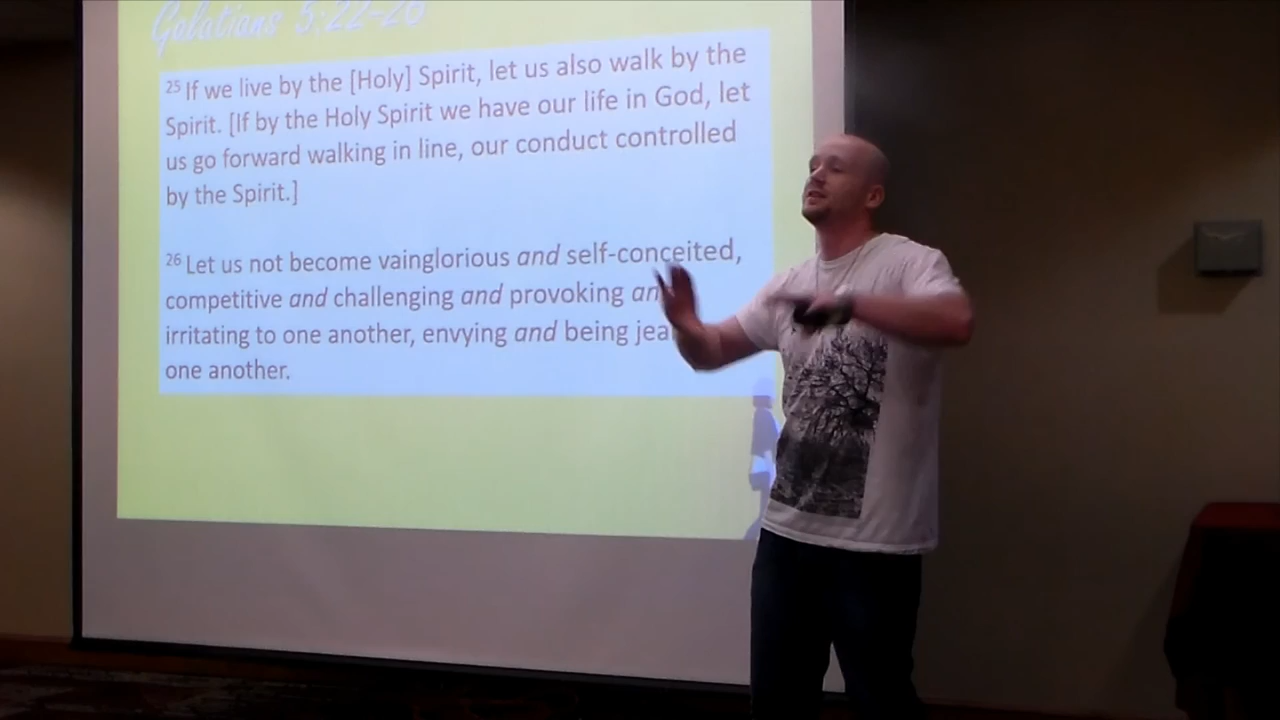 Galatians 5:22-26
25 If we live by the [Holy] Spirit, let us also walk by the
Spirit. [If by the Holy Spirit we have our life in God, let
us go forward walking in line, our conduct controlled
by the Spirit.]
26 Let us not become vainglorious and self-conceited,
competitive and challenging and provoking
irritating to one another, envying and being
one another.